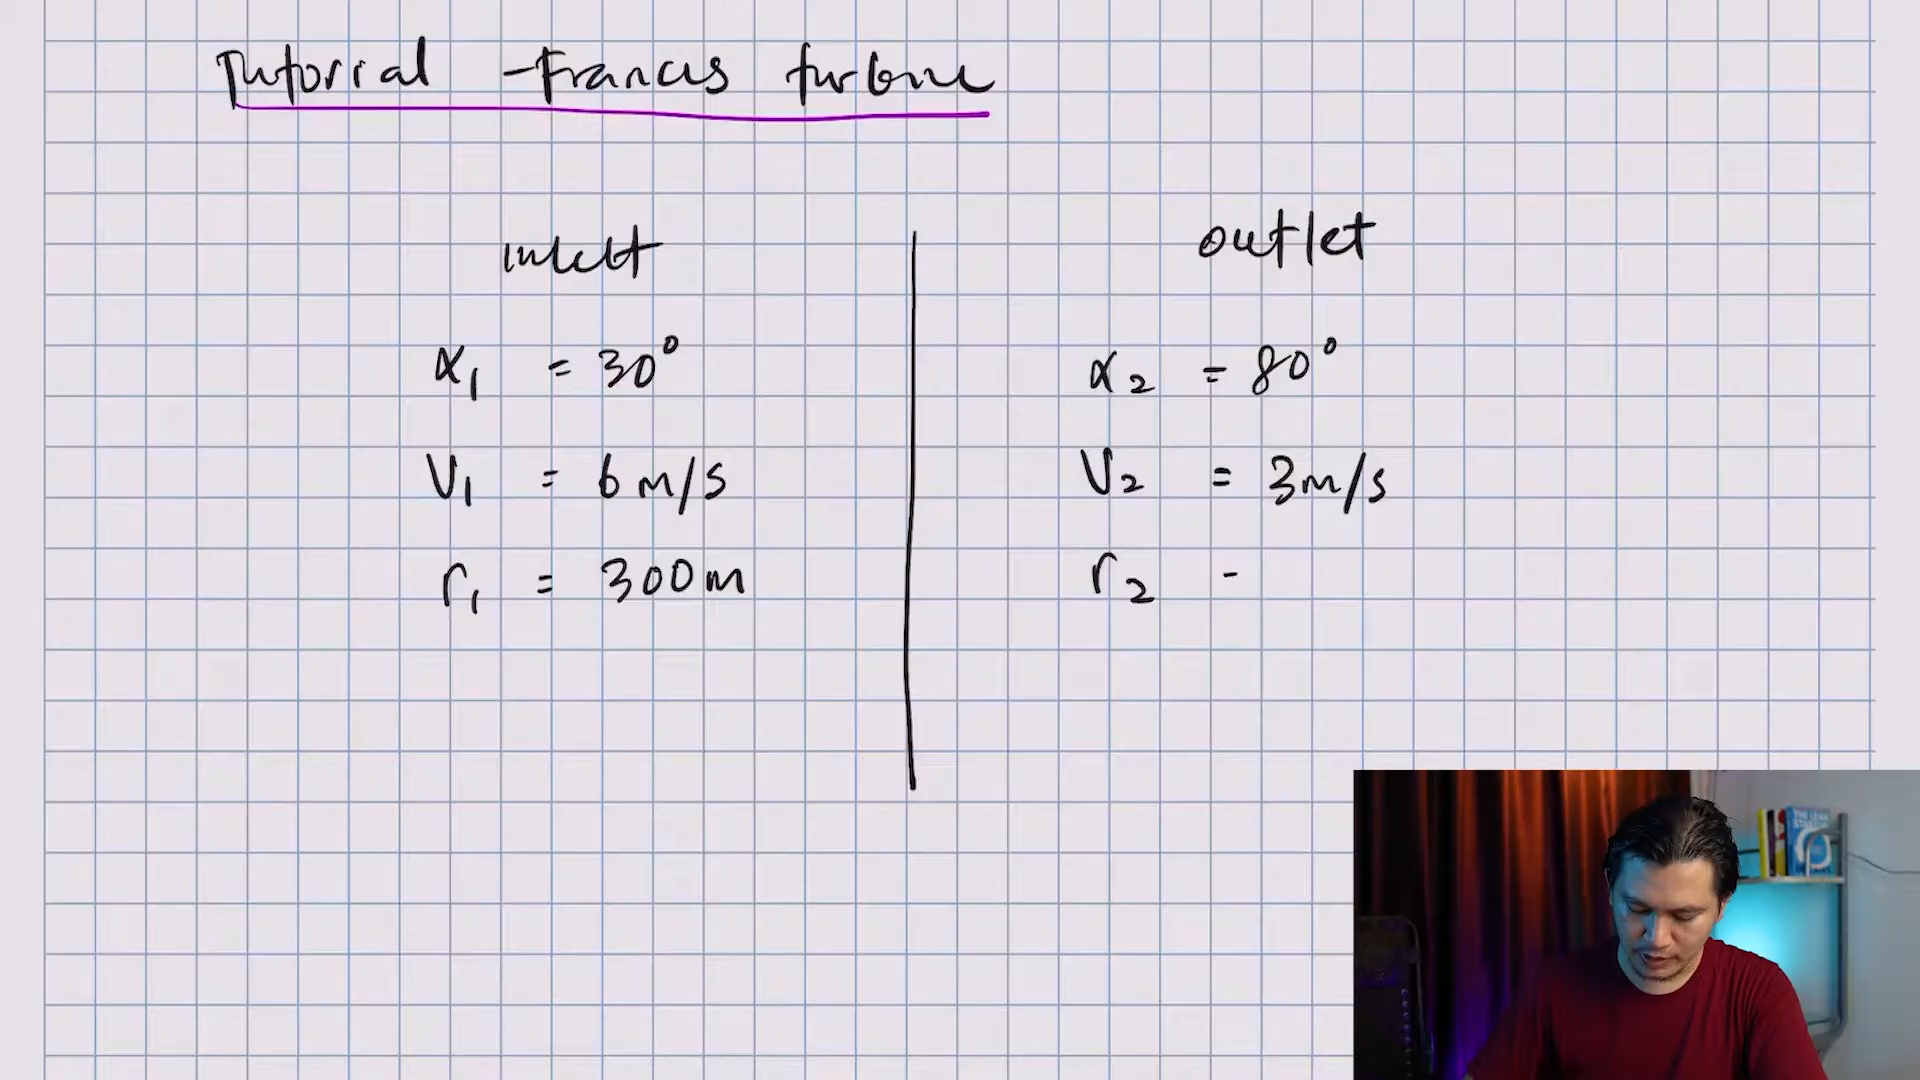 Tutorial - Francis turbine
inlet
outlet
α₁ = 30°
α₂ = 80°
V₁ = 6 m/s
V₂ = 3 m/s
r₁ = 300 m
r₂ -